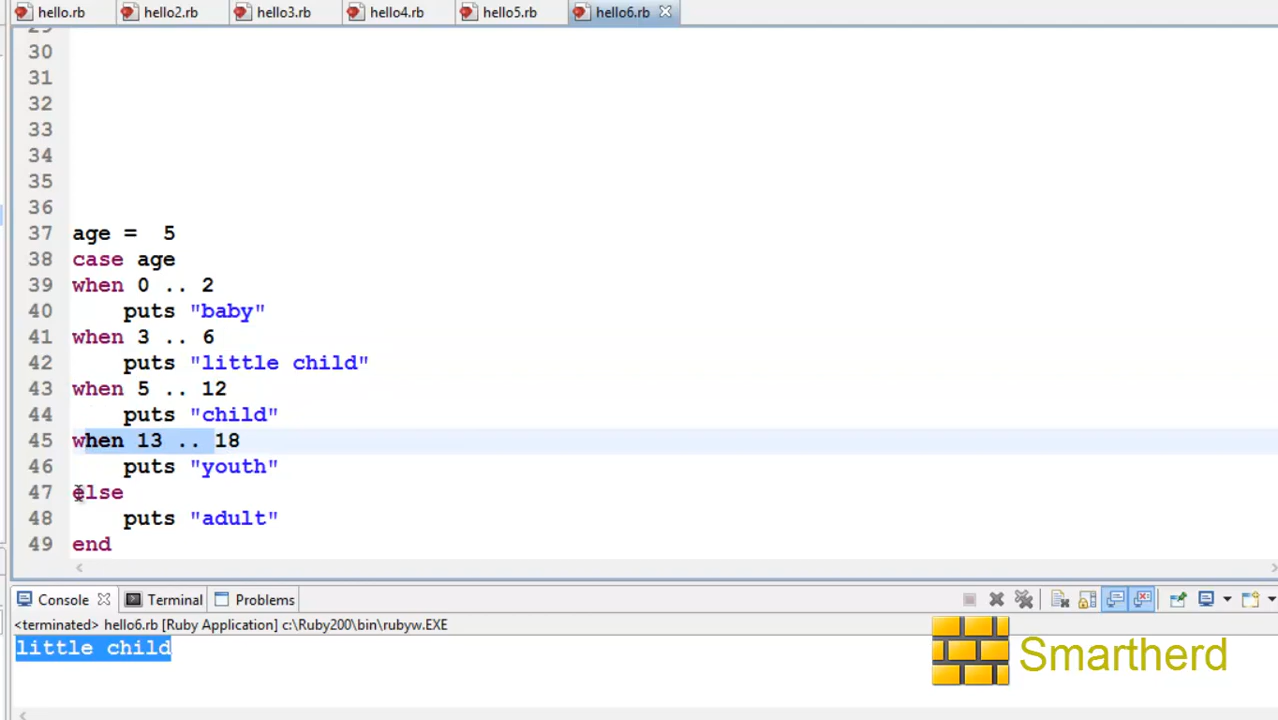 hello.rb hello2.rb hello3.rb hello4.rb hello5.rb hello6.rb
29
30
31
32
33
34
35
36
37 age =  5
38 case age
39 when 0 .. 2
40     puts "baby"
41 when 3 .. 6
42     puts "little child"
43 when 5 .. 12
44     puts "child"
45 when 13 .. 18
46     puts "youth"
47 else
48     puts "adult"
49 end
Console Terminal Problems
<terminated> hello6.rb [Ruby Application] c:\Ruby200\bin\rubyw.EXE
little child
Smartherd